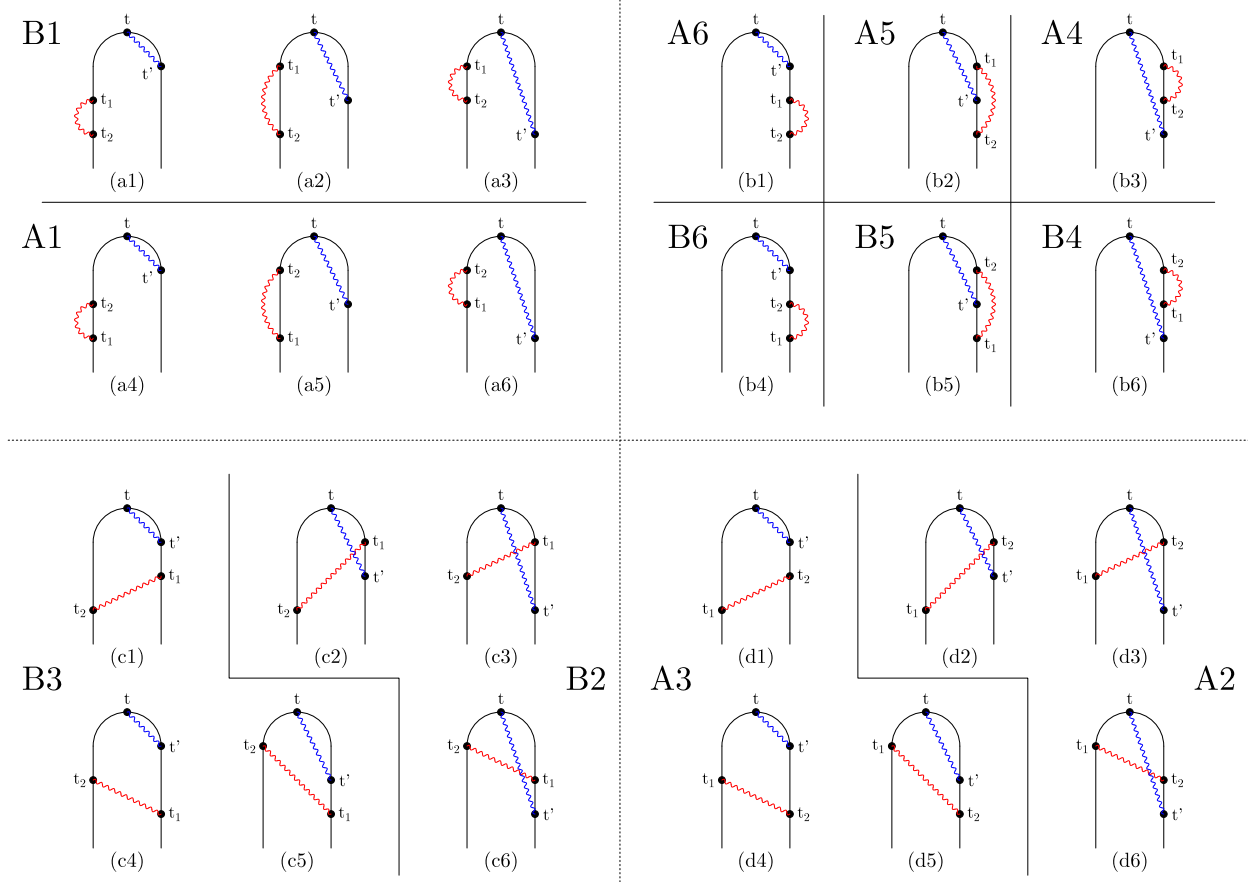 B1 t t' t₁ t₂ (a1)
t t₁ t' t₂ (a2)
t t₁ t₂ t' (a3)
A6 t t' t₁ t₂ (b1)
A5 t t₁ t' t₂ (b2)
A4 t t₁ t₂ t' (b3)
A1 t t' t₂ t₁ (a4)
t t₂ t' t₁ (a5)
t t₂ t₁ t' (a6)
B6 t t' t₂ t₁ (b4)
B5 t t₂ t' t₁ (b5)
B4 t t₂ t₁ t' (b6)
t t' t₁ t₂ (c1)
t t₁ t' t₂ (c2)
t t₁ t₂ t' (c3)
t t' t₂ t₁ (d1)
t t₂ t' t₁ (d2)
t t₂ t₁ t' (d3)
B3
B2
A3
A2
t t' t₂ t₁ (c4)
t t₂ t' t₁ (c5)
t t₂ t₁ t' (c6)
t t' t₁ t₂ (d4)
t t₁ t' t₂ (d5)
t t₁ t₂ t' (d6)